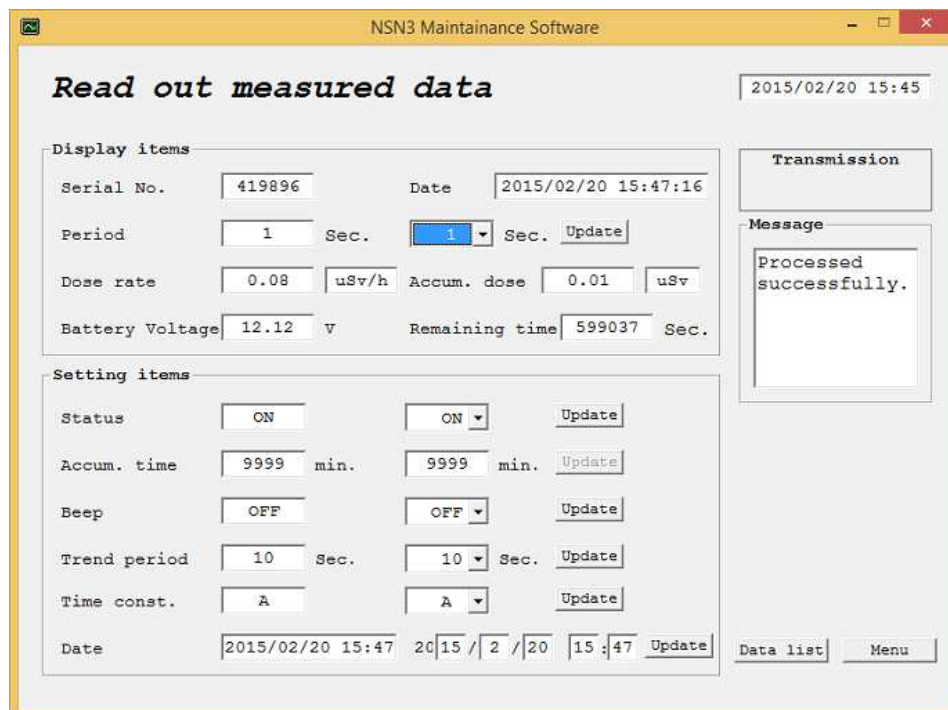 NSN3 Maintainance Software
Read out measured data
2015/02/20 15:45
Display items
Serial No. 419896 Date 2015/02/20 15:47:16
Period 1 Sec. 1 Sec. Update
Dose rate 0.08 uSv/h Accum. dose 0.01 uSv
Battery Voltage 12.12 V Remaining time 599037 Sec.
Transmission
Message
Processed
successfully.
Setting items
Status ON ON Update
Accum. time 9999 min. 9999 min. Update
Beep OFF OFF Update
Trend period 10 Sec. 10 Sec. Update
Time const. A A Update
Date 2015/02/20 15:47 2015/2/20 15:47 Update
Data list Menu